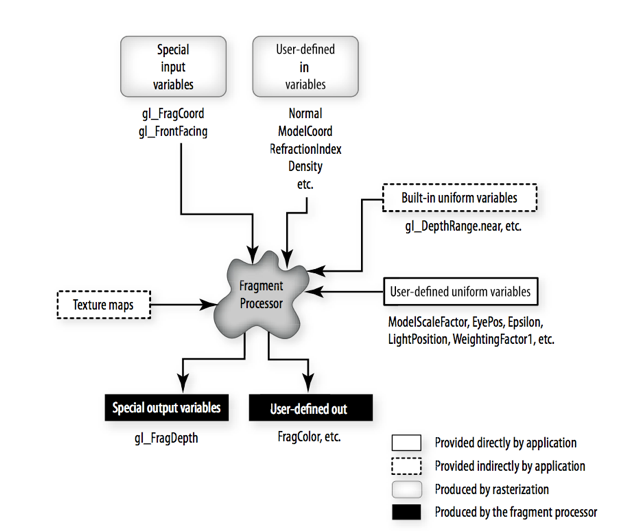 Special
input
variables
User-defined
in
variables
gl_FragCoord
gl_FrontFacing
Normal
ModelCoord
RefractionIndex
Density
etc.
Built-in uniform variables
gl_DepthRange.near, etc.
Fragment
Processor
User-defined uniform variables
Texture maps
ModelScaleFactor, EyePos, Epsilon,
LightPosition, WeightingFactor1, etc.
Special output variables
User-defined out
gl_FragDepth
FragColor, etc.
Provided directly by application
Provided indirectly by application
Produced by rasterization
Produced by the fragment processor